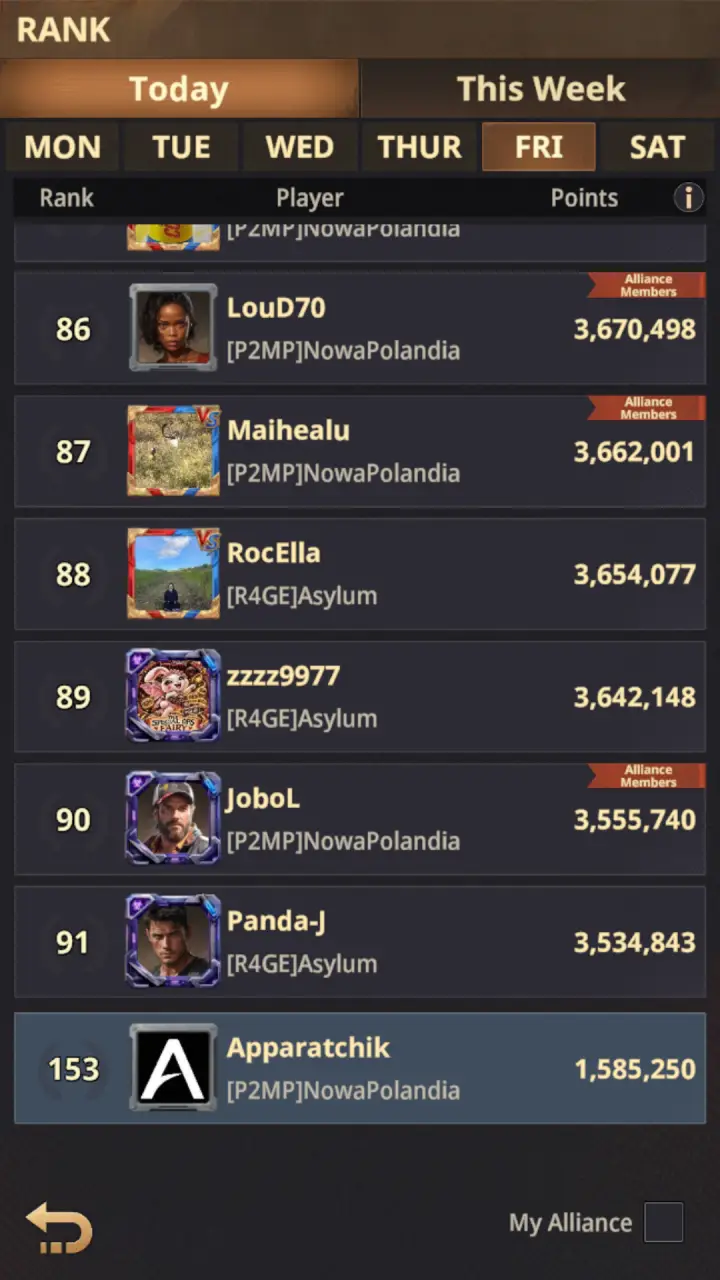 RANK
Today
This Week
MON
TUE
WED
THUR
FRI
SAT
Rank
Player
Points
[P2MP]NowaPolandia
86
LouD70
[P2MP]NowaPolandia
Alliance
Members
3,670,498
87
Maihealu
[P2MP]NowaPolandia
Alliance
Members
3,662,001
88
VS
RocElla
[R4GE]Asylum
3,654,077
89
zzzz9977
[R4GE]Asylum
3,642,148
90
JoboL
[P2MP]NowaPolandia
Alliance
Members
3,555,740
91
Panda-J
[R4GE]Asylum
3,534,843
153
A
Apparatchik
[P2MP]NowaPolandia
1,585,250
My Alliance